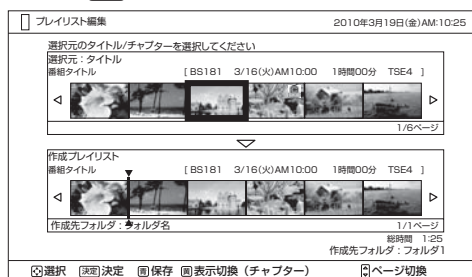 プレイリスト編集 2010年3月19日(金)AM:10:25
選択元のタイトル/チャプターを選択してください
選択元：タイトル
番組タイトル [ BS181 3/16(火)AM10:00 1時間00分 TSE4 ]
1/6ページ
作成プレイリスト
番組タイトル [ BS181 3/16(火)AM10:00 1時間00分 TSE4 ]
作成先フォルダ：フォルダ名 1/1ページ
総時間 1:25
作成先フォルダ：フォルダ1
選択 決定 決定 青 保存 黄 表示切換（チャプター） ページ切換